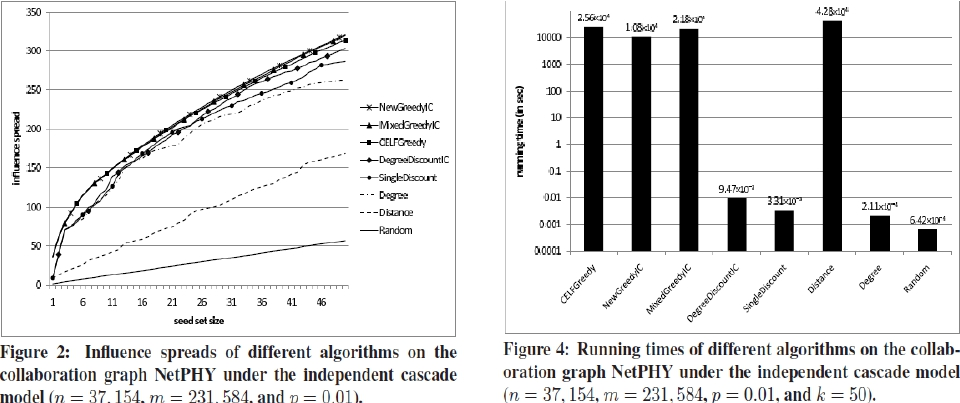 350
300
250
200
150
100
50
0
influence spread
1 6 11 16 21 26 31 36 41 46
seed set size
NewGreedyIC
MixedGreedyIC
CELFGreedy
DegreeDiscountIC
SingleDiscount
Degree
Distance
Random
Figure 2: Influence spreads of different algorithms on the
collaboration graph NetPHY under the independent cascade
model (n = 37, 154, m = 231, 584, and p = 0.01).
10000
1000
100
10
1
0.1
0.01
0.001
0.0001
running time (in sec)
2.56×10⁴ 1.08×10⁴ 2.18×10⁴ 9.47×10⁻³ 3.31×10⁻³ 4.28×10⁴ 6.42×10⁻⁴
CELFGreedy
NewGreedyIC
MixedGreedyIC
DegreeDiscountIC
SingleDiscount
Distance
Degree
Random
Figure 4: Running times of different algorithms on the collab-
oration graph NetPHY under the independent cascade model
(n = 37, 154, m = 231, 584, p = 0.01, and k = 50).